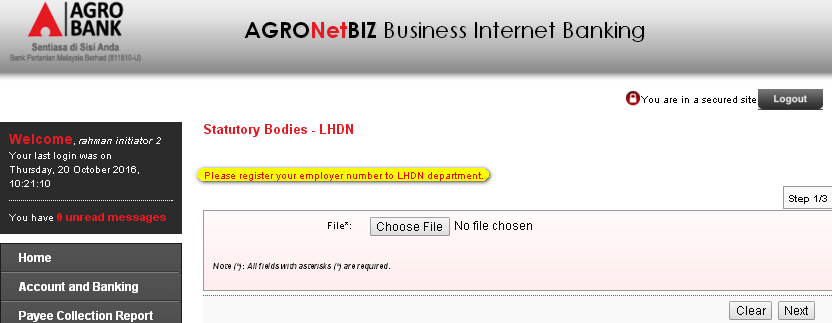 AGRO
BANK
Sentiasa di Sisi Anda
Bank Pertanian Malaysia Berhad (811810-U)
AGRONetBIZ Business Internet Banking
You are in a secured site
Logout
Welcome, rahman initiator 2
Your last login was on
Thursday, 20 October 2016,
10:21:10
You have 0 unread messages
Home
Account and Banking
Payee Collection Report
Statutory Bodies - LHDN
Please register your employer number to LHDN department.
Step 1/3
File*: Choose File No file chosen
Note (*): All fields with asterisks (*) are required.
Clear Next